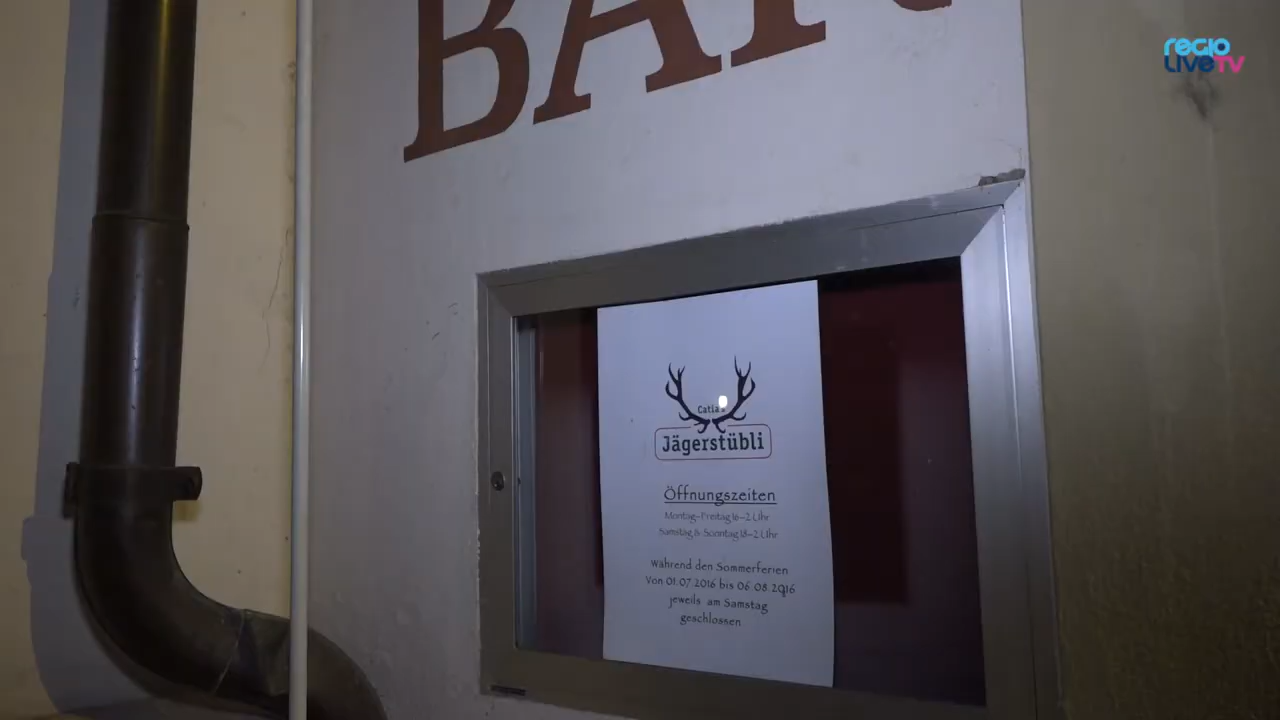 BAR
REGIO
LIVETV
Catia's
Jägerstübli
Öffnungszeiten
Montag-Freitag 16-2 Uhr
Samstag & Sonntag 18-2 Uhr
Während den Sommerferien
Von 01.07.2016 bis 06.08.2016
jeweils am Samstag
geschlossen